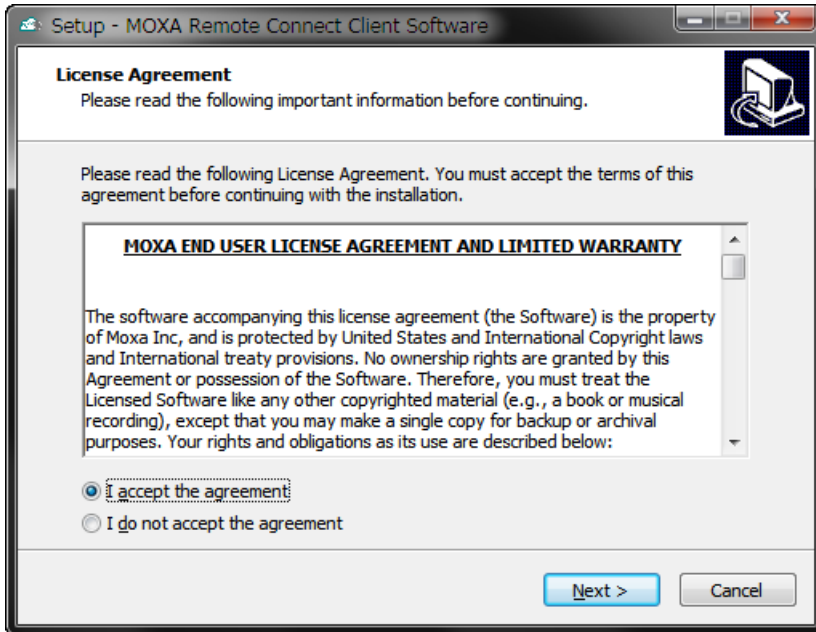 Setup - MOXA Remote Connect Client Software
License Agreement
Please read the following important information before continuing.
Please read the following License Agreement. You must accept the terms of this
agreement before continuing with the installation.
MOXA END USER LICENSE AGREEMENT AND LIMITED WARRANTY
The software accompanying this license agreement (the Software) is the property
of Moxa Inc, and is protected by United States and International Copyright laws
and International treaty provisions. No ownership rights are granted by this
Agreement or possession of the Software. Therefore, you must treat the
Licensed Software like any other copyrighted material (e.g., a book or musical
recording), except that you may make a single copy for backup or archival
purposes. Your rights and obligations as its use are described below:
I accept the agreement
I do not accept the agreement
Next >
Cancel